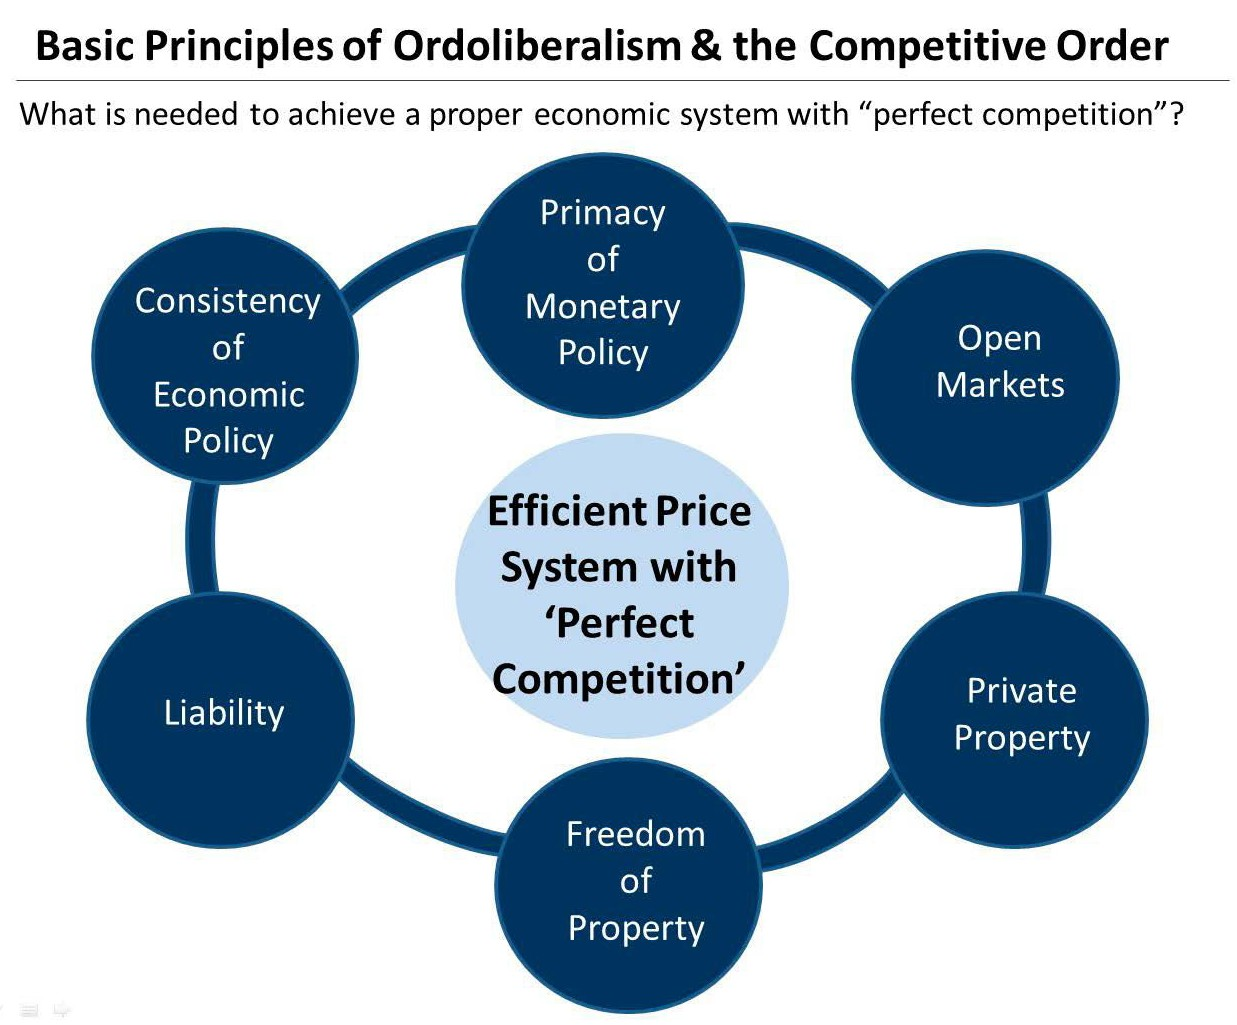 Basic Principles of Ordoliberalism & the Competitive Order
What is needed to achieve a proper economic system with “perfect competition”?
Primacy
of
Monetary
Policy
Consistency
of
Economic
Policy
Open
Markets
Efficient Price
System with
‘Perfect
Competition’
Liability
Private
Property
Freedom
of
Property